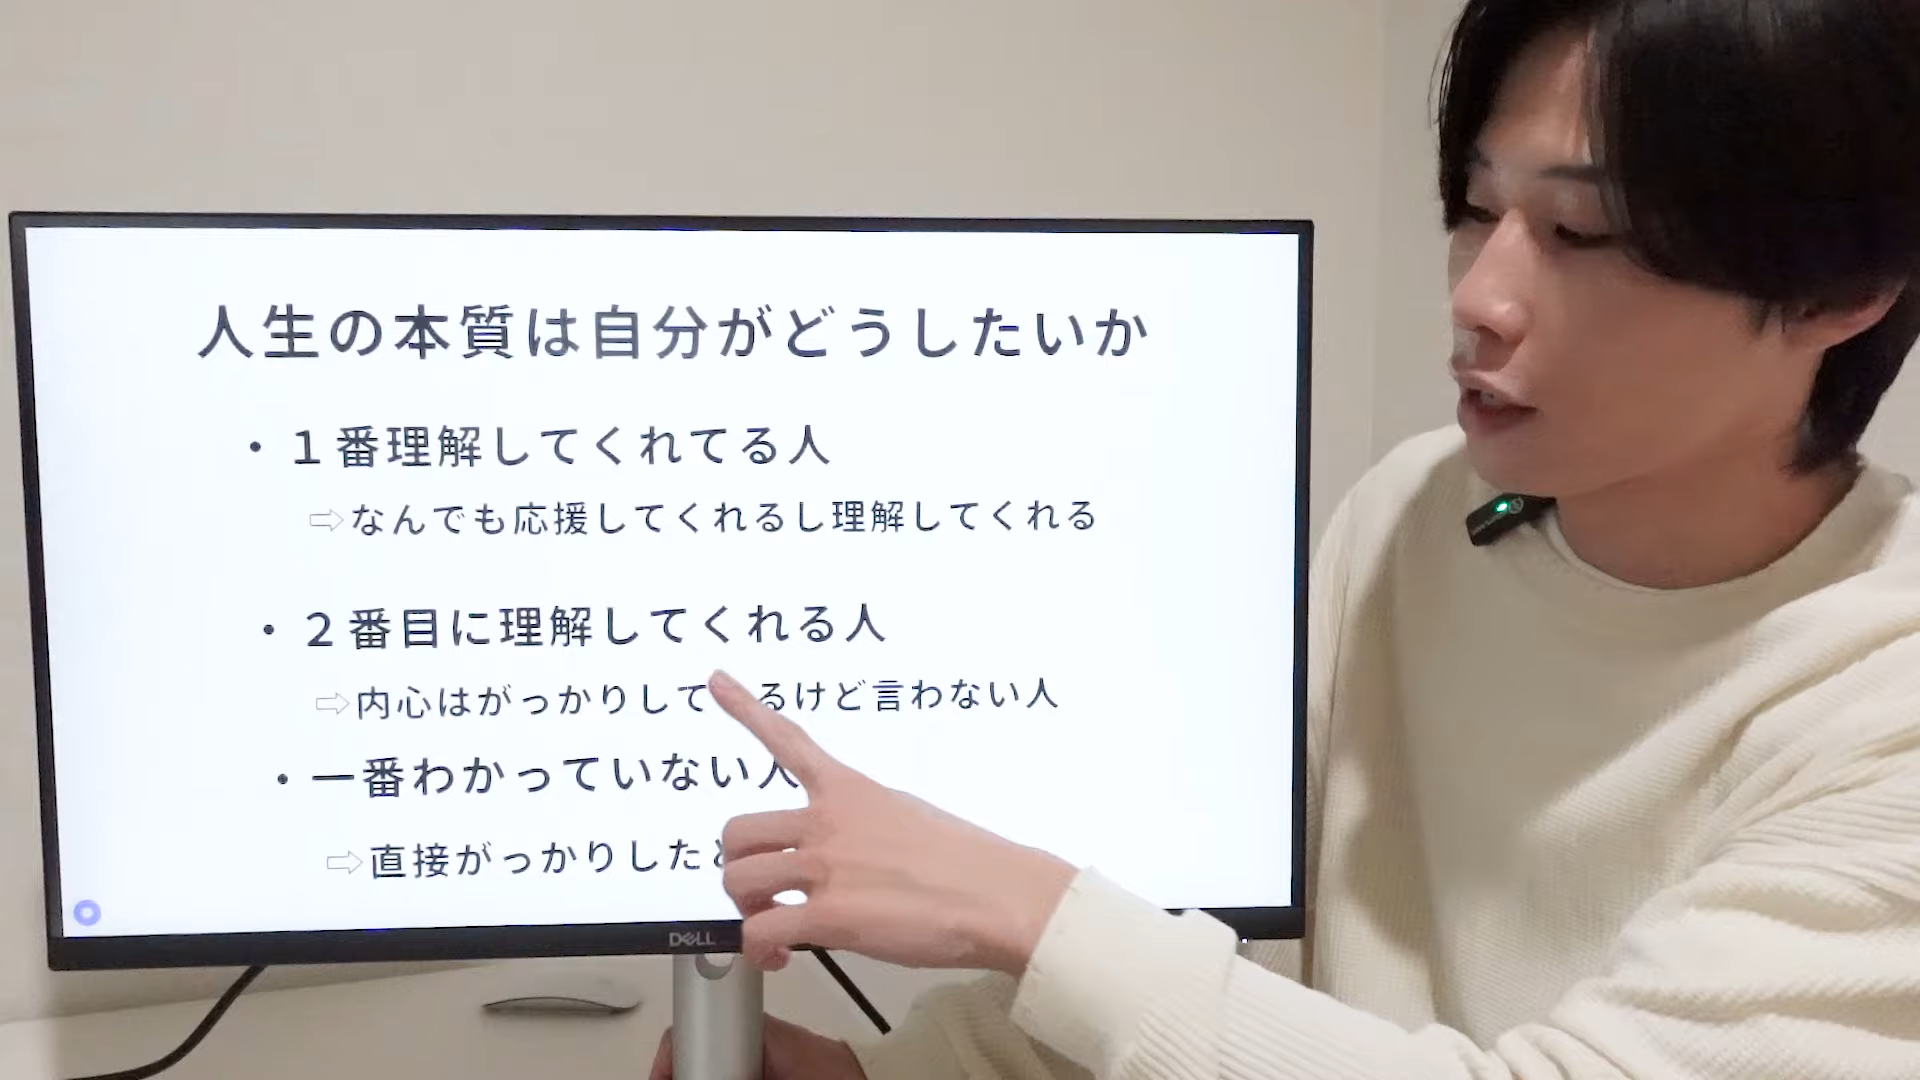 人生の本質は自分がどうしたいか
・１番理解してくれてる人
⇨なんでも応援してくれるし理解してくれる
・２番目に理解してくれる人
⇨内心はがっかりして るけど言わない人
・一番わかっていない人
⇨直接がっかりした
DELL